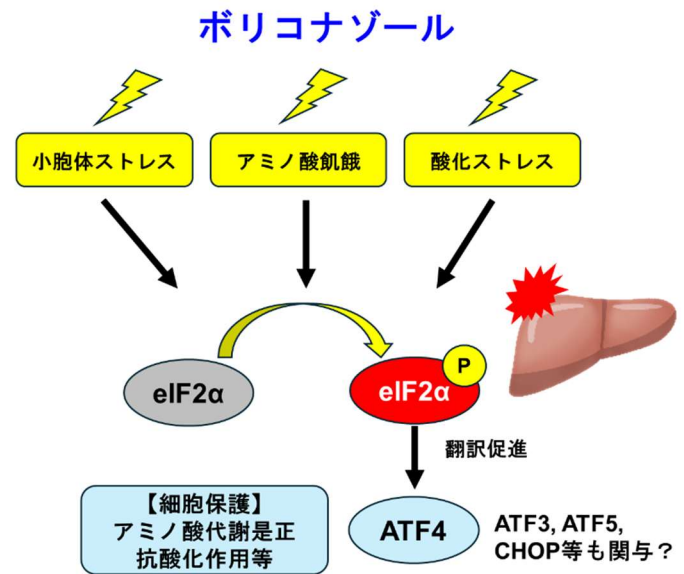 ボリコナゾール
小胞体ストレス
アミノ酸飢餓
酸化ストレス
eIF2α
eIF2α
P
翻訳促進
【細胞保護】
アミノ酸代謝是正
抗酸化作用等
ATF4
ATF3, ATF5,
CHOP等も関与？